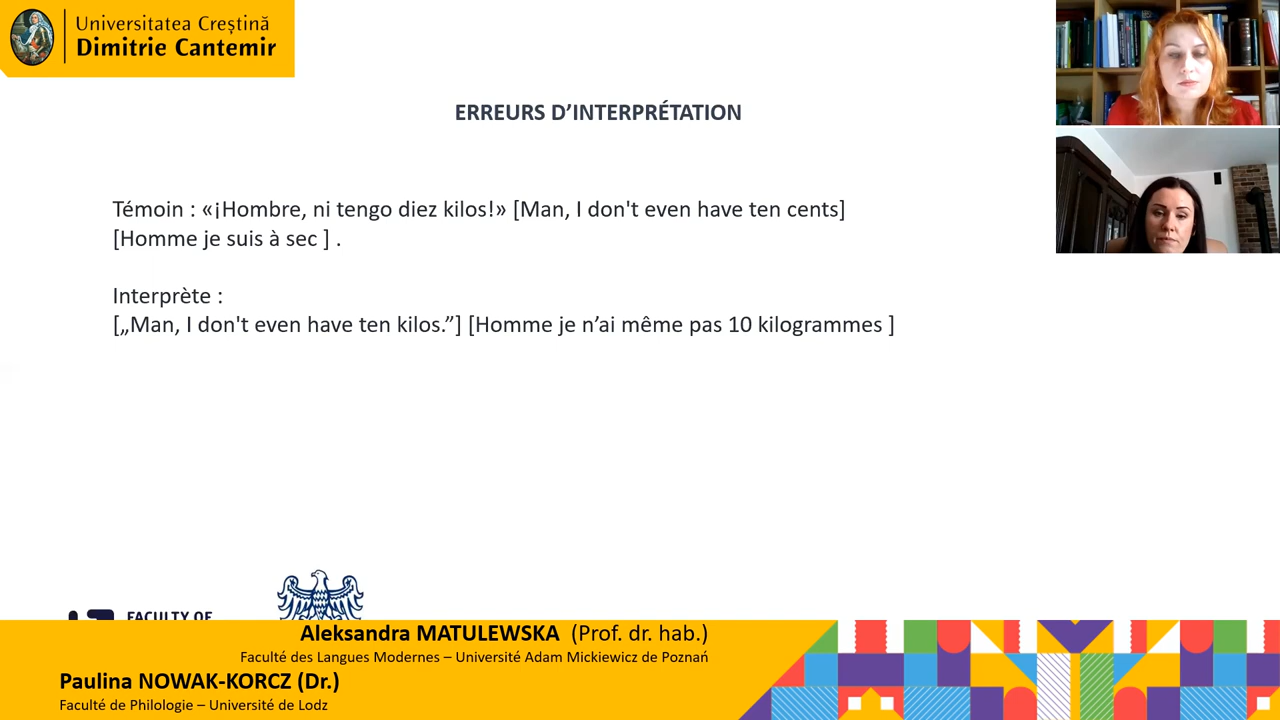 Universitatea Creștină
Dimitrie Cantemir
ERREURS D’INTERPRÉTATION
Témoin : «¡Hombre, ni tengo diez kilos!» [Man, I don't even have ten cents]
[Homme je suis à sec ] .
Interprète :
[„Man, I don't even have ten kilos.”] [Homme je n’ai même pas 10 kilogrammes ]
FACULTY OF
Aleksandra MATULEWSKA (Prof. dr. hab.)
Faculté des Langues Modernes – Université Adam Mickiewicz de Poznań
Paulina NOWAK-KORCZ (Dr.)
Faculté de Philologie – Université de Lodz